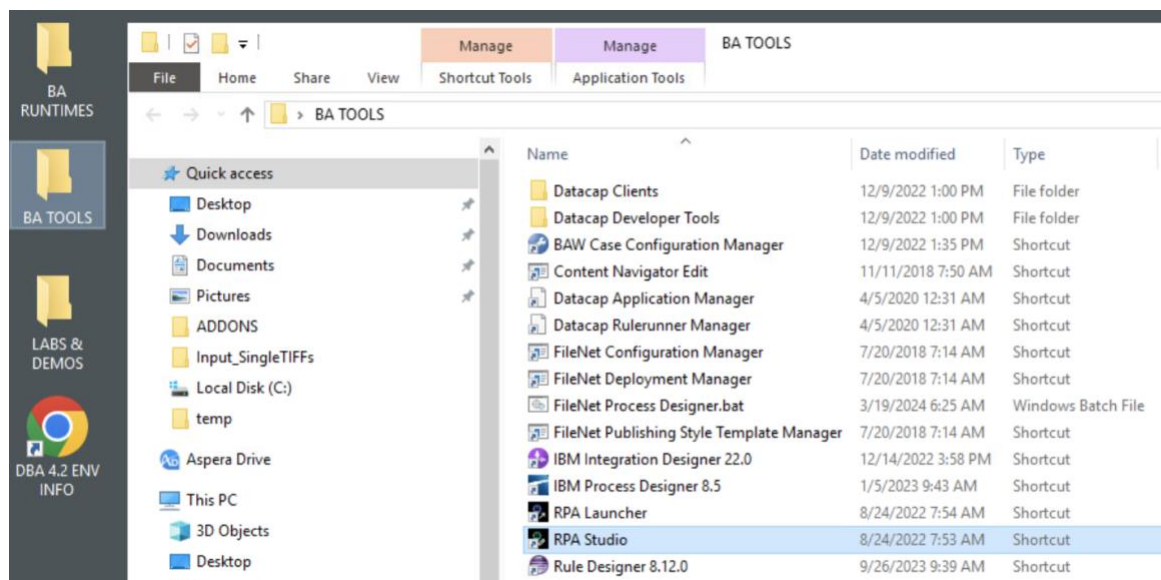 BA
RUNTIMES
BA TOOLS
LABS &
DEMOS
DBA 4.2 ENV
INFO
Manage Manage BA TOOLS
File Home Share View Shortcut Tools Application Tools
BA TOOLS
Quick access
Desktop
Downloads
Documents
Pictures
ADDONS
Input_SingleTIFFs
Local Disk (C:)
temp
Aspera Drive
This PC
3D Objects
Desktop
Name Date modified Type
Datacap Clients 12/9/2022 1:00 PM File folder
Datacap Developer Tools 12/9/2022 1:00 PM File folder
BAW Case Configuration Manager 12/9/2022 1:35 PM Shortcut
Content Navigator Edit 11/11/2018 7:50 AM Shortcut
Datacap Application Manager 4/5/2020 12:31 AM Shortcut
Datacap Rulerunner Manager 4/5/2020 12:31 AM Shortcut
FileNet Configuration Manager 7/20/2018 7:14 AM Shortcut
FileNet Deployment Manager 7/20/2018 7:14 AM Shortcut
FileNet Process Designer.bat 3/19/2024 6:25 AM Windows Batch File
FileNet Publishing Style Template Manager 7/20/2018 7:14 AM Shortcut
IBM Integration Designer 22.0 12/14/2022 3:58 PM Shortcut
IBM Process Designer 8.5 1/5/2023 9:43 AM Shortcut
RPA Launcher 8/24/2022 7:54 AM Shortcut
RPA Studio 8/24/2022 7:53 AM Shortcut
Rule Designer 8.12.0 9/26/2023 9:39 AM Shortcut